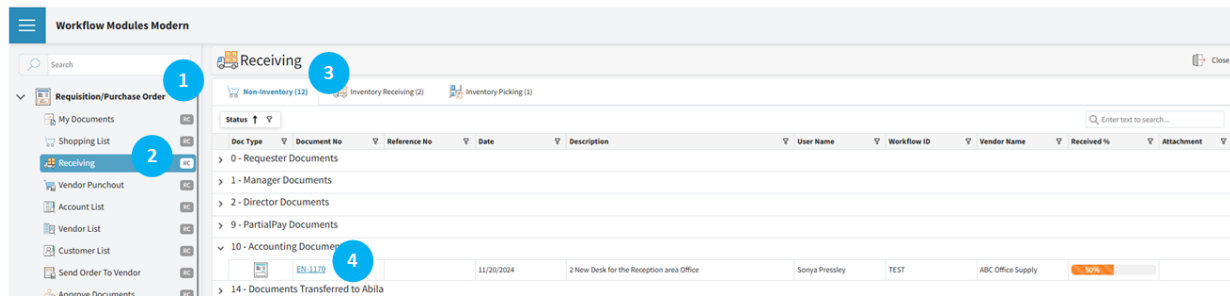 Workflow Modules Modern
Search
1
Requisition/Purchase Order
My Documents RC
Shopping List RC
Receiving RC
2
Vendor Punchout RC
Account List RC
Vendor List RC
Customer List RC
Send Order To Vendor RC
Approve Documents RC
Receiving
3
Close
Non-Inventory (12) Inventory Receiving (2) Inventory Picking (1)
Status ↑
Enter text to search...
Doc Type Document No Reference No Date Description User Name Workflow ID Vendor Name Received % Attachment
0 - Requester Documents
1 - Manager Documents
2 - Director Documents
9 - PartialPay Documents
10 - Accounting Documen
4
EN-1170 11/20/2024 2 New Desk for the Reception area Office Sonya Pressley TEST ABC Office Supply 50%
14 - Documents Transferred to Abila